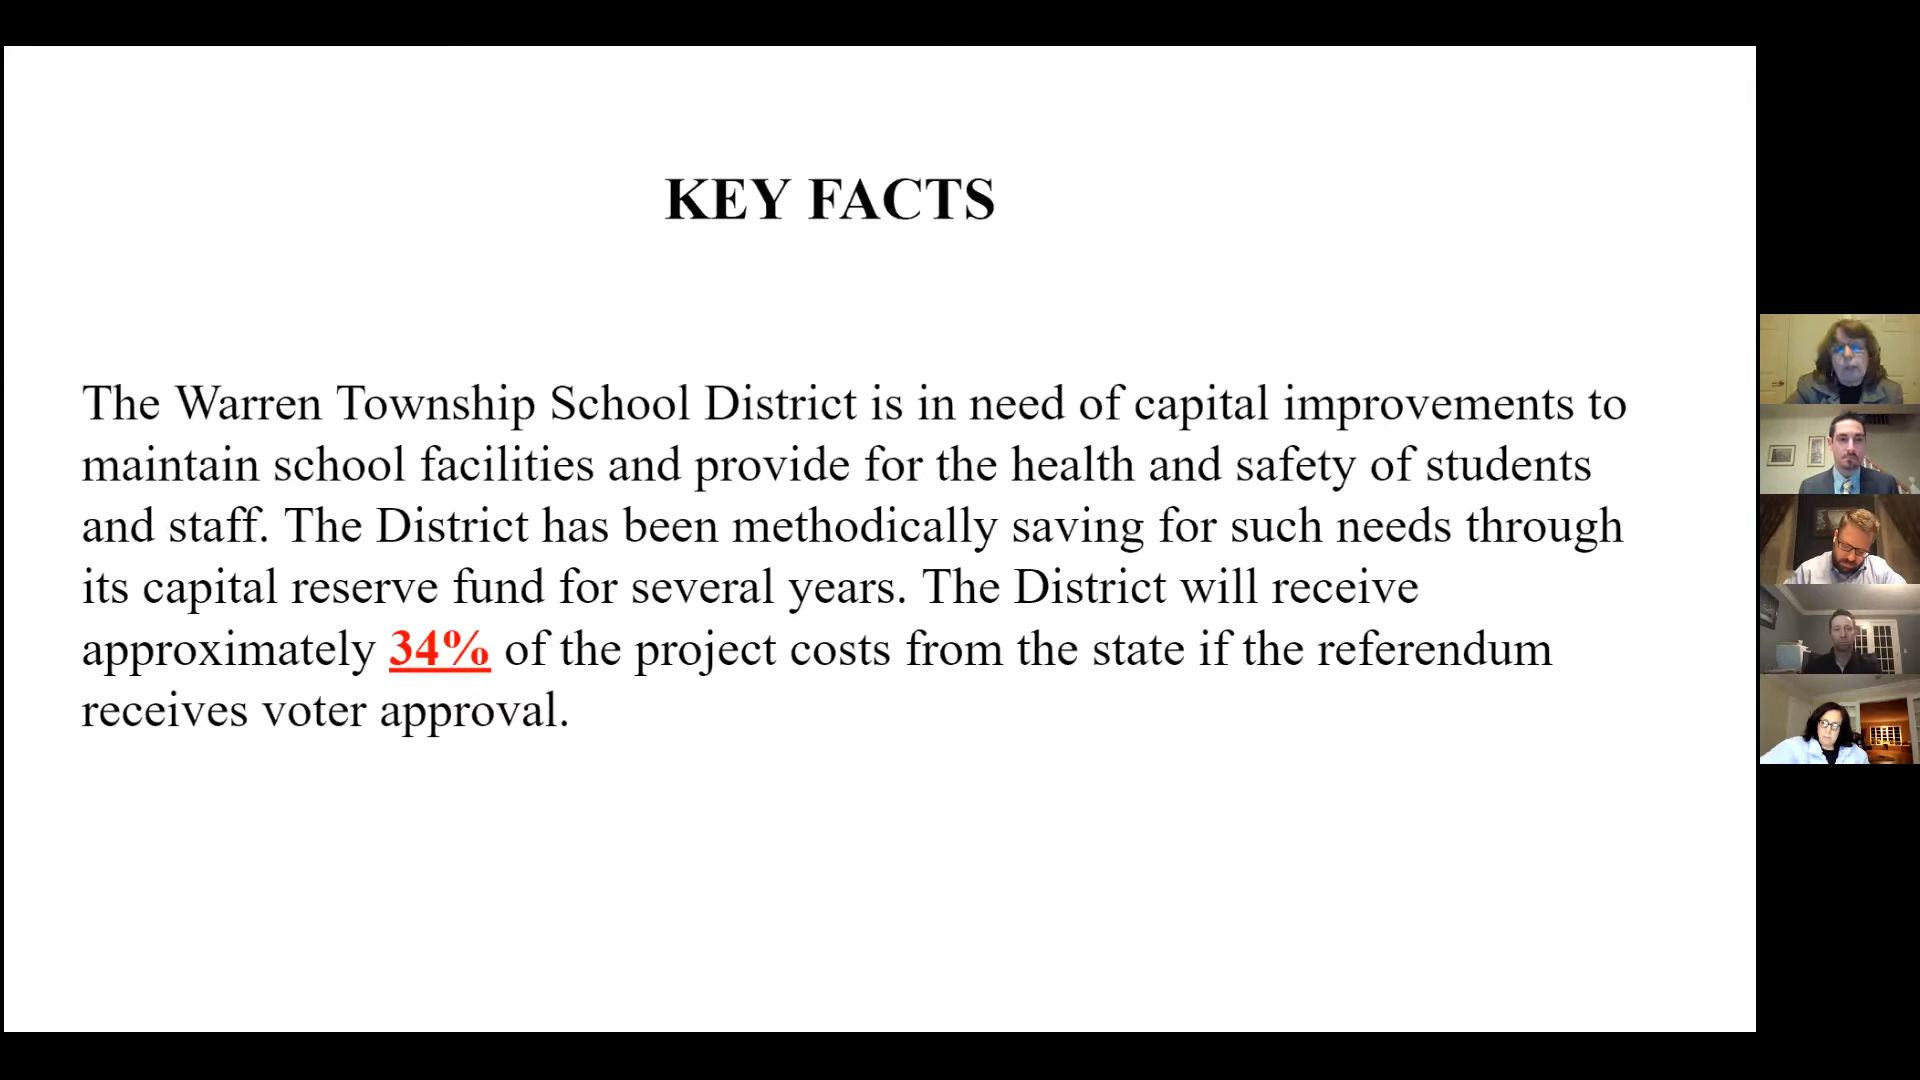 KEY FACTS
The Warren Township School District is in need of capital improvements to
maintain school facilities and provide for the health and safety of students
and staff. The District has been methodically saving for such needs through
its capital reserve fund for several years. The District will receive
approximately 34% of the project costs from the state if the referendum
receives voter approval.